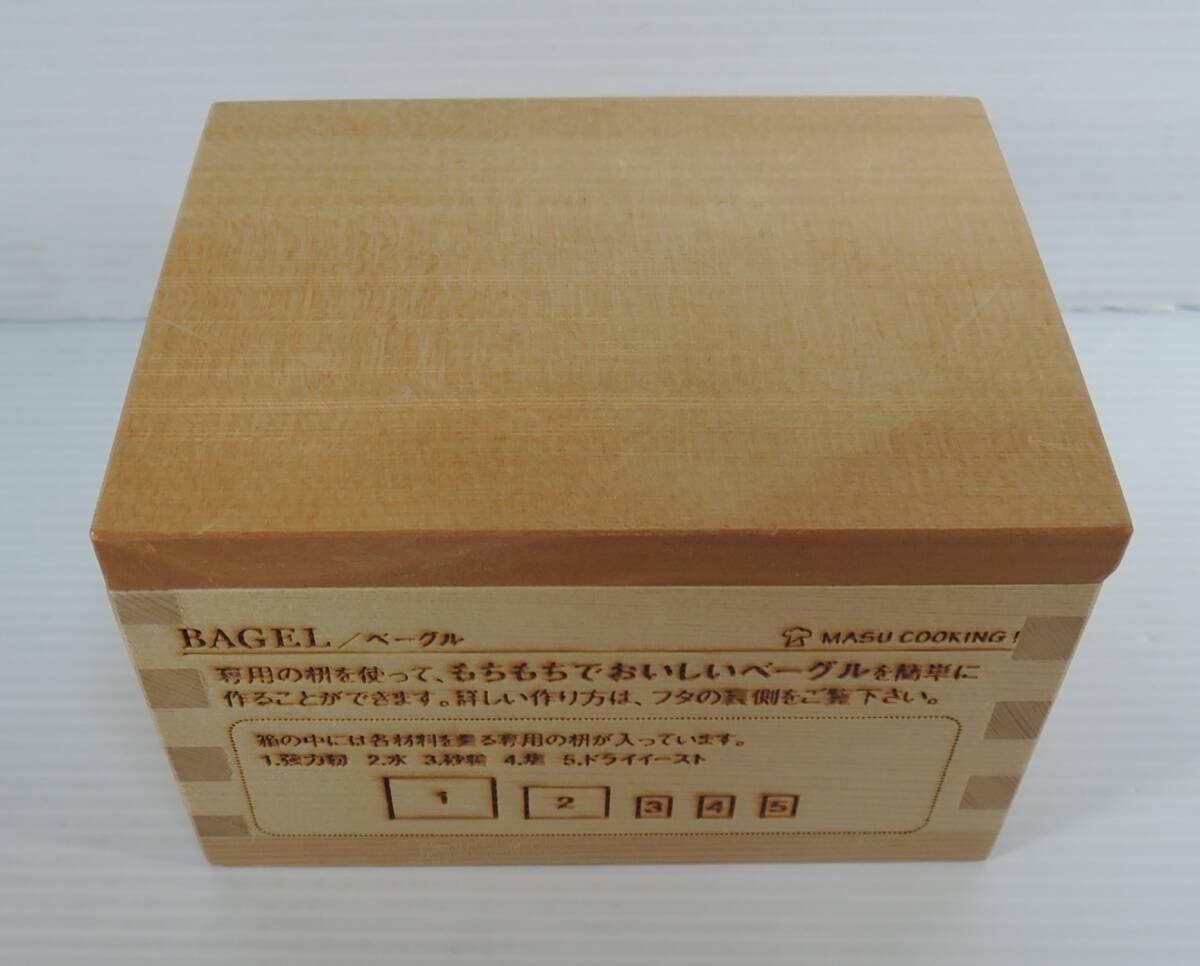 BAGEL／ベーグル
MASU COOKING!
専用の枡を使って、もちもちでおいしいベーグルを簡単に
作ることができます。詳しい作り方は、フタの裏側をご覧下さい。
箱の中には各材料を量る専用の枡が入っています。
1.強力粉 2.水 3.砂糖 4.塩 5.ドライイースト
1 2 3 4 5